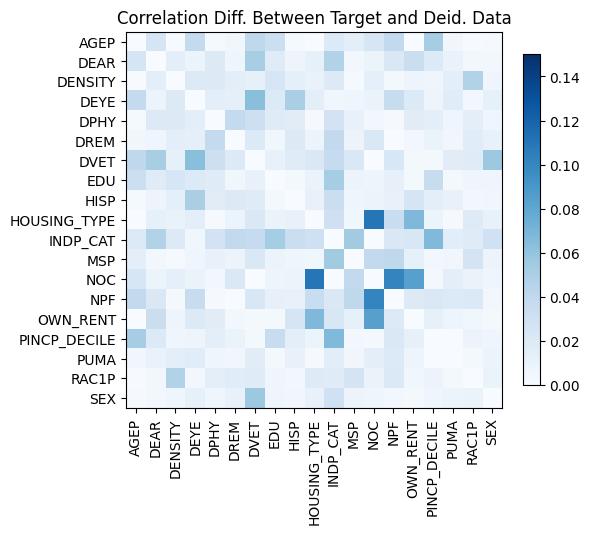 Correlation Diff. Between Target and Deid. Data
AGEP
DEAR
DENSITY
DEYE
DPHY
DREM
DVET
EDU
HISP
HOUSING_TYPE
INDP_CAT
MSP
NOC
NPF
OWN_RENT
PINCP_DECILE
PUMA
RAC1P
SEX
AGEP
DEAR
DENSITY
DEYE
DPHY
DREM
DVET
EDU
HISP
HOUSING_TYPE
INDP_CAT
MSP
NOC
NPF
OWN_RENT
PINCP_DECILE
PUMA
RAC1P
SEX
0.14
0.12
0.10
0.08
0.06
0.04
0.02
0.00